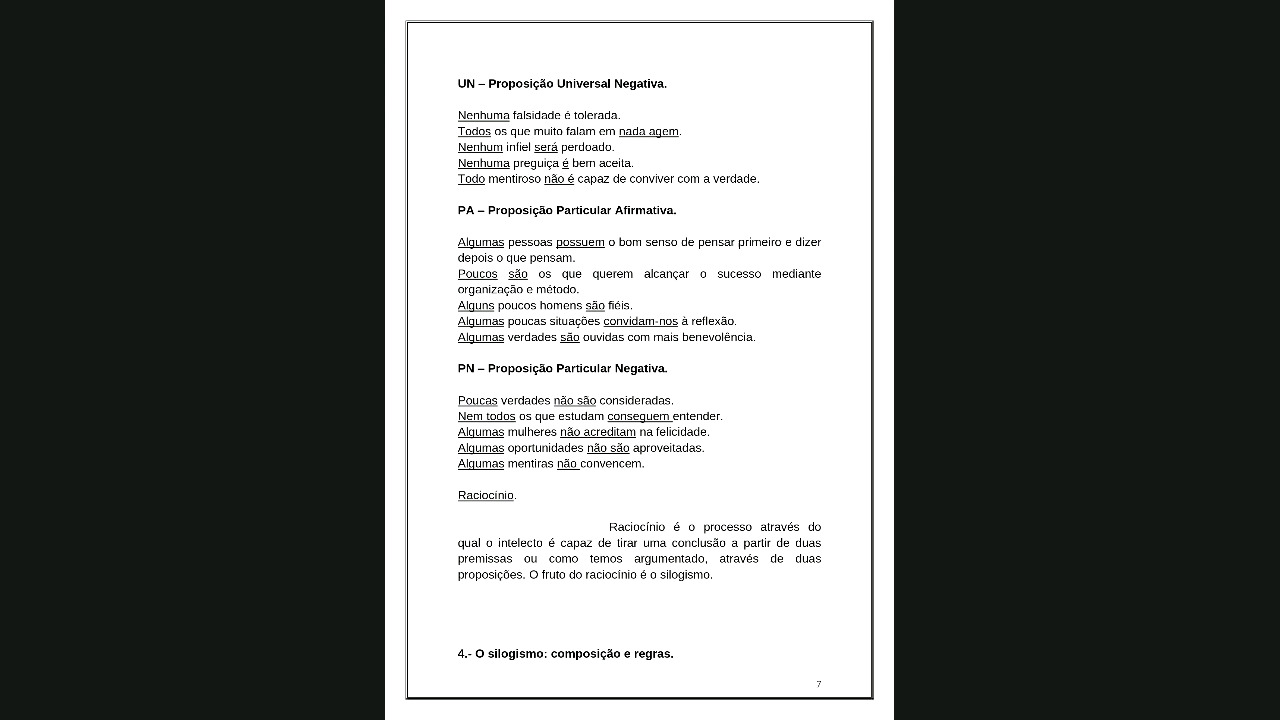 UN – Proposição Universal Negativa.
Nenhuma falsidade é tolerada.
Todos os que muito falam em nada agem.
Nenhum infiel será perdoado.
Nenhuma preguiça é bem aceita.
Todo mentiroso não é capaz de conviver com a verdade.
PA – Proposição Particular Afirmativa.
Algumas pessoas possuem o bom senso de pensar primeiro e dizer
depois o que pensam.
Poucos são os que querem alcançar o sucesso mediante
organização e método.
Alguns poucos homens são fiéis.
Algumas poucas situações convidam-nos à reflexão.
Algumas verdades são ouvidas com mais benevolência.
PN – Proposição Particular Negativa.
Poucas verdades não são consideradas.
Nem todos os que estudam conseguem entender.
Algumas mulheres não acreditam na felicidade.
Algumas oportunidades não são aproveitadas.
Algumas mentiras não convencem.
Raciocínio.
Raciocínio é o processo através do
qual o intelecto é capaz de tirar uma conclusão a partir de duas
premissas ou como temos argumentado, através de duas
proposições. O fruto do raciocínio é o silogismo.
4.- O silogismo: composição e regras.
7